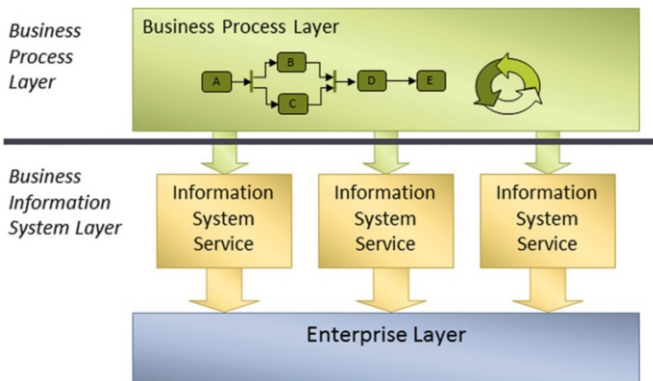 Business
Process
Layer
Business Process Layer
A
B
C
D
E
Business
Information
System Layer
Information
System
Service
Information
System
Service
Information
System
Service
Enterprise Layer